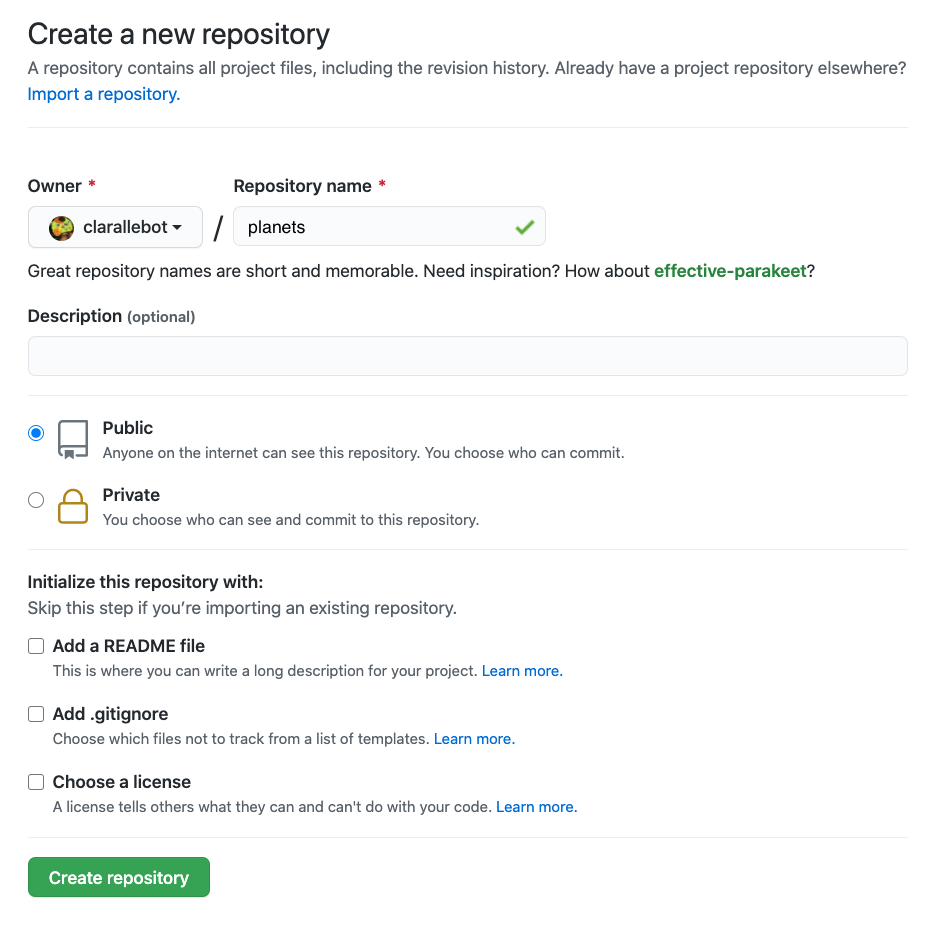 Create a new repository
A repository contains all project files, including the revision history. Already have a project repository elsewhere?
Import a repository.
Owner * Repository name *
clarallebot / planets
Great repository names are short and memorable. Need inspiration? How about effective-parakeet?
Description (optional)
Public
Anyone on the internet can see this repository. You choose who can commit.
Private
You choose who can see and commit to this repository.
Initialize this repository with:
Skip this step if you’re importing an existing repository.
Add a README file
This is where you can write a long description for your project. Learn more.
Add .gitignore
Choose which files not to track from a list of templates. Learn more.
Choose a license
A license tells others what they can and can't do with your code. Learn more.
Create repository